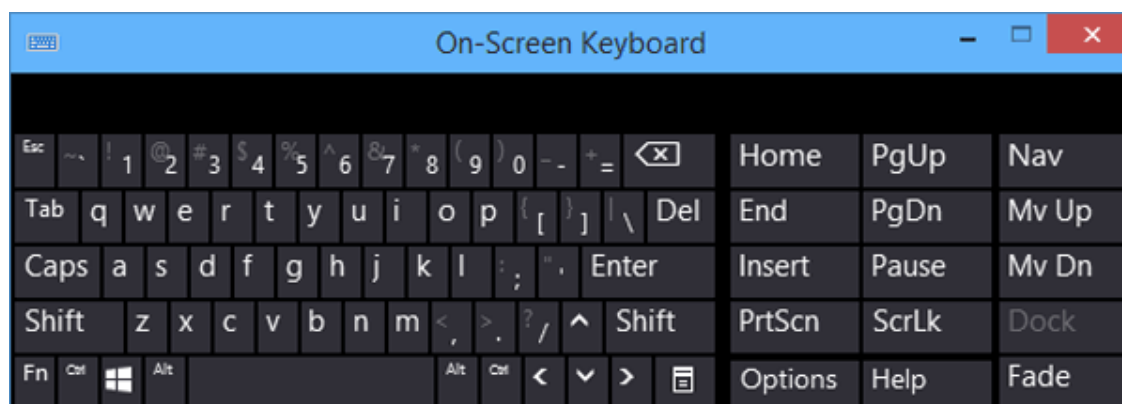 On-Screen Keyboard
Esc ~ ` ! 1 @ 2 # 3 $ 4 % 5 ^ 6 & 7 * 8 ( 9 ) 0 _ - + = Home PgUp Nav
Tab q w e r t y u i o p { [ } ] | \ Del End PgDn Mv Up
Caps a s d f g h j k l : ; " ' Enter Insert Pause Mv Dn
Shift z x c v b n m < , > . ? / Shift PrtScn ScrLk Dock
Fn Ctrl Alt Alt Ctrl Options Help Fade